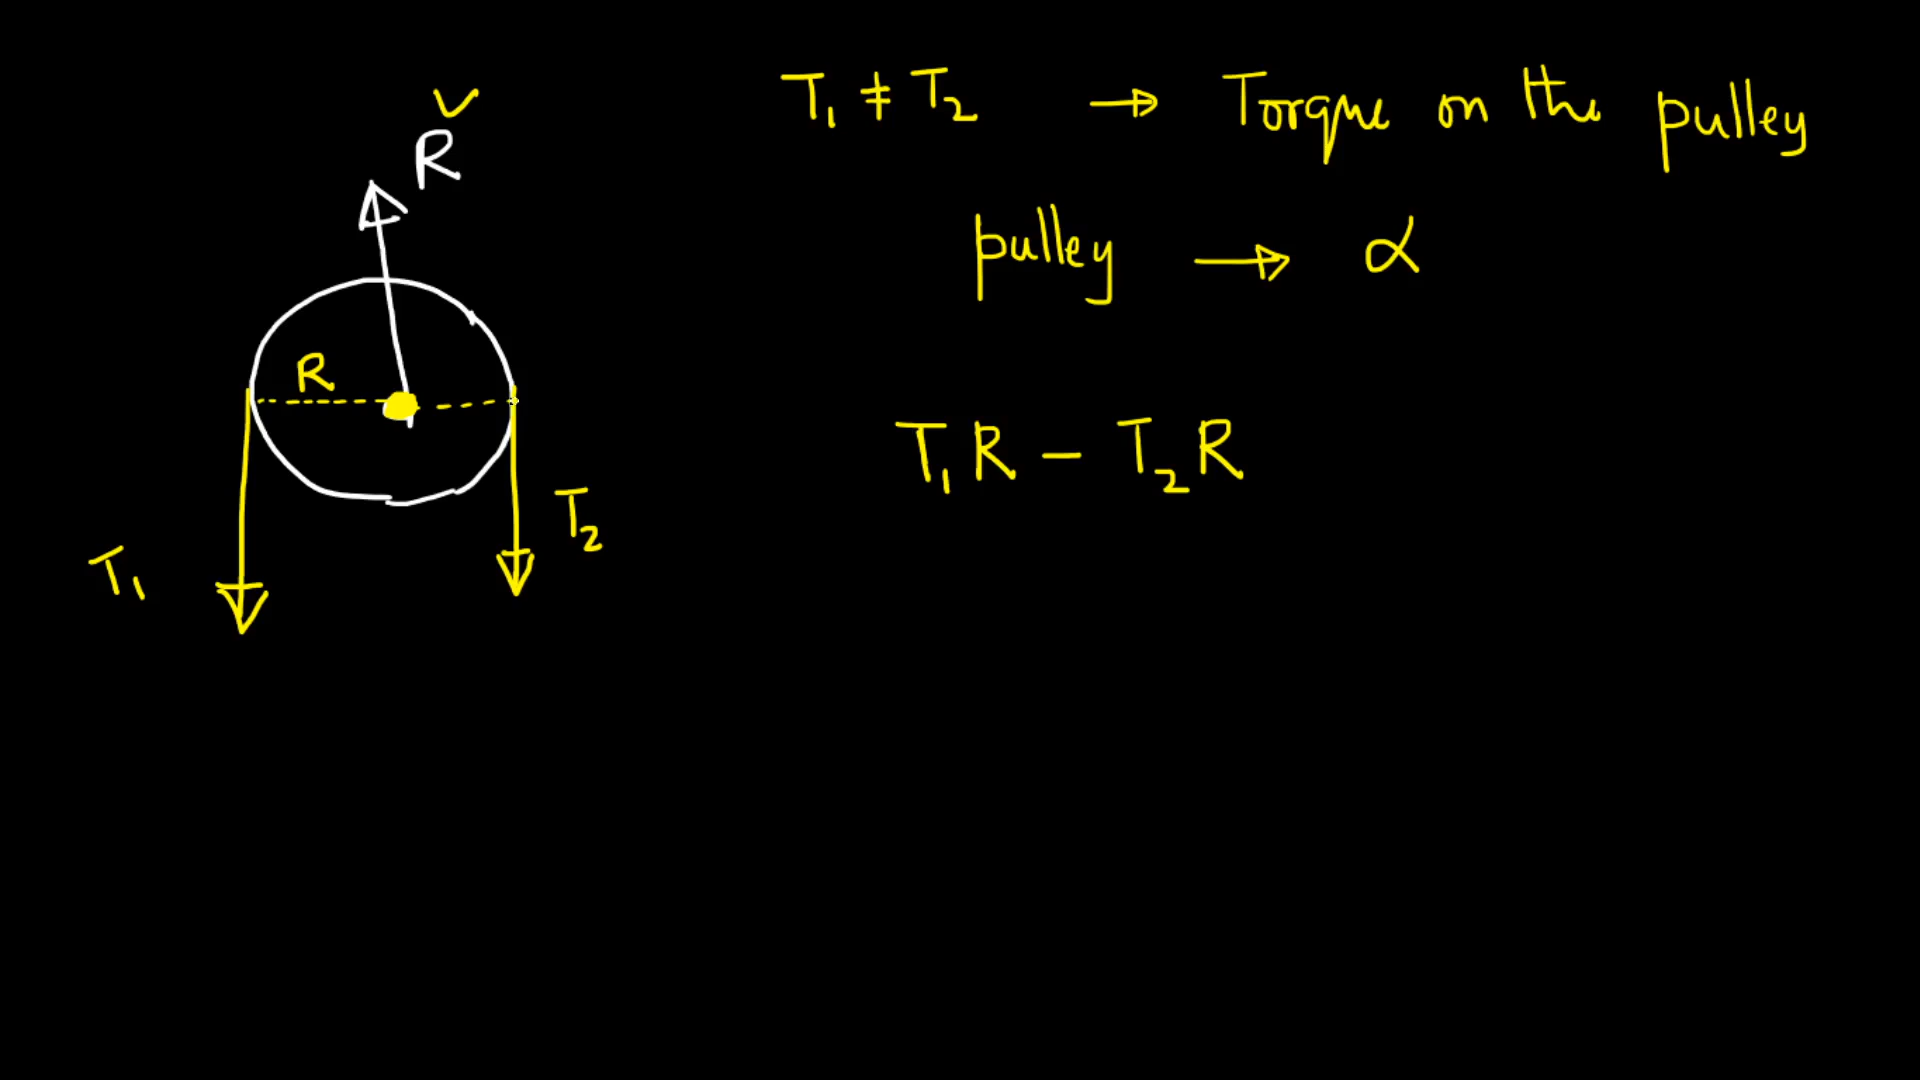 T₁ ≠ T₂ → Torque on the pulley
pulley → α
T₁R – T₂R
R
R
T₁
T₂